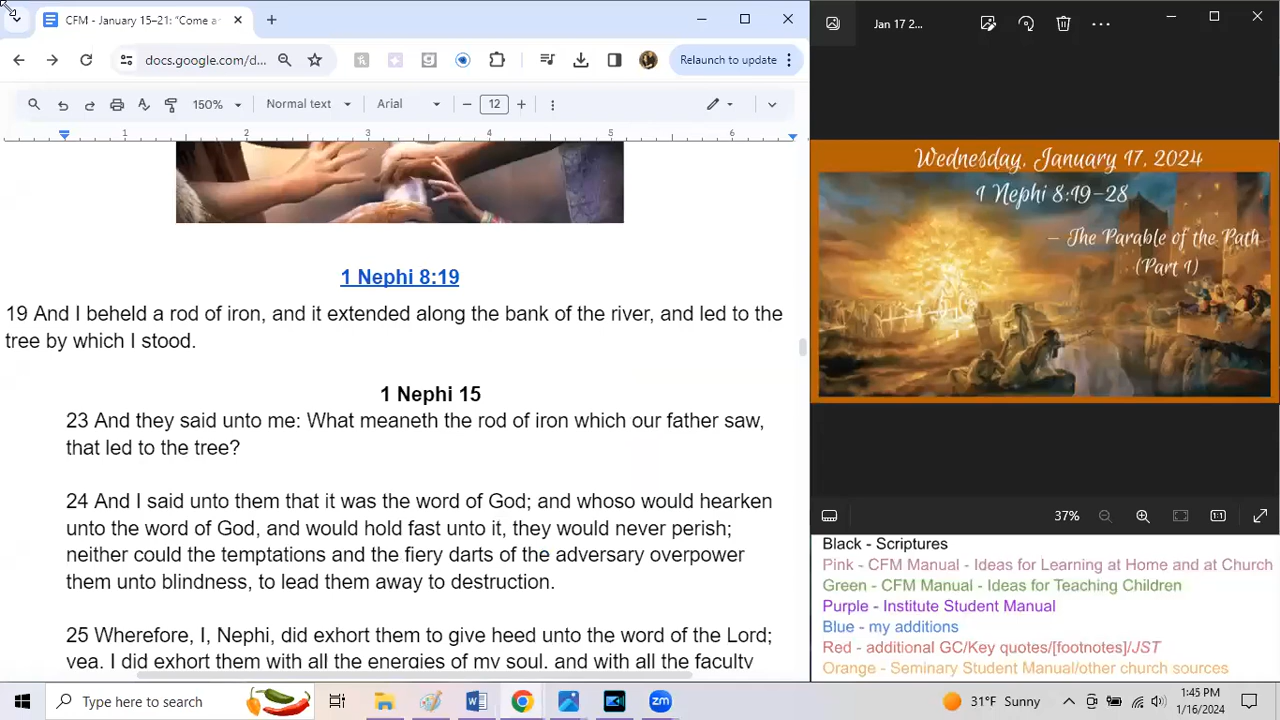 CFM - January 15–21: “Come a
docs.google.com/d...
Relaunch to update
150%
Normal text
Arial
12
1 2 3 4 5 6
1 Nephi 8:19
19 And I beheld a rod of iron, and it extended along the bank of the river, and led to the
tree by which I stood.
1 Nephi 15
23 And they said unto me: What meaneth the rod of iron which our father saw,
that led to the tree?
24 And I said unto them that it was the word of God; and whoso would hearken
unto the word of God, and would hold fast unto it, they would never perish;
neither could the temptations and the fiery darts of the adversary overpower
them unto blindness, to lead them away to destruction.
25 Wherefore, I, Nephi, did exhort them to give heed unto the word of the Lord;
yea, I did exhort them with all the energies of my soul, and with all the faculty
Jan 17 2...
Wednesday, January 17, 2024
1 Nephi 8:19–28
– The Parable of the Path
(Part 1)
37%
Black - Scriptures
Pink - CFM Manual - Ideas for Learning at Home and at Church
Green - CFM Manual - Ideas for Teaching Children
Purple - Institute Student Manual
Blue - my additions
Red - additional GC/Key quotes/[footnotes]/JST
Orange - Seminary Student Manual/other church sources
Type here to search
31°F Sunny
1:45 PM
1/16/2024